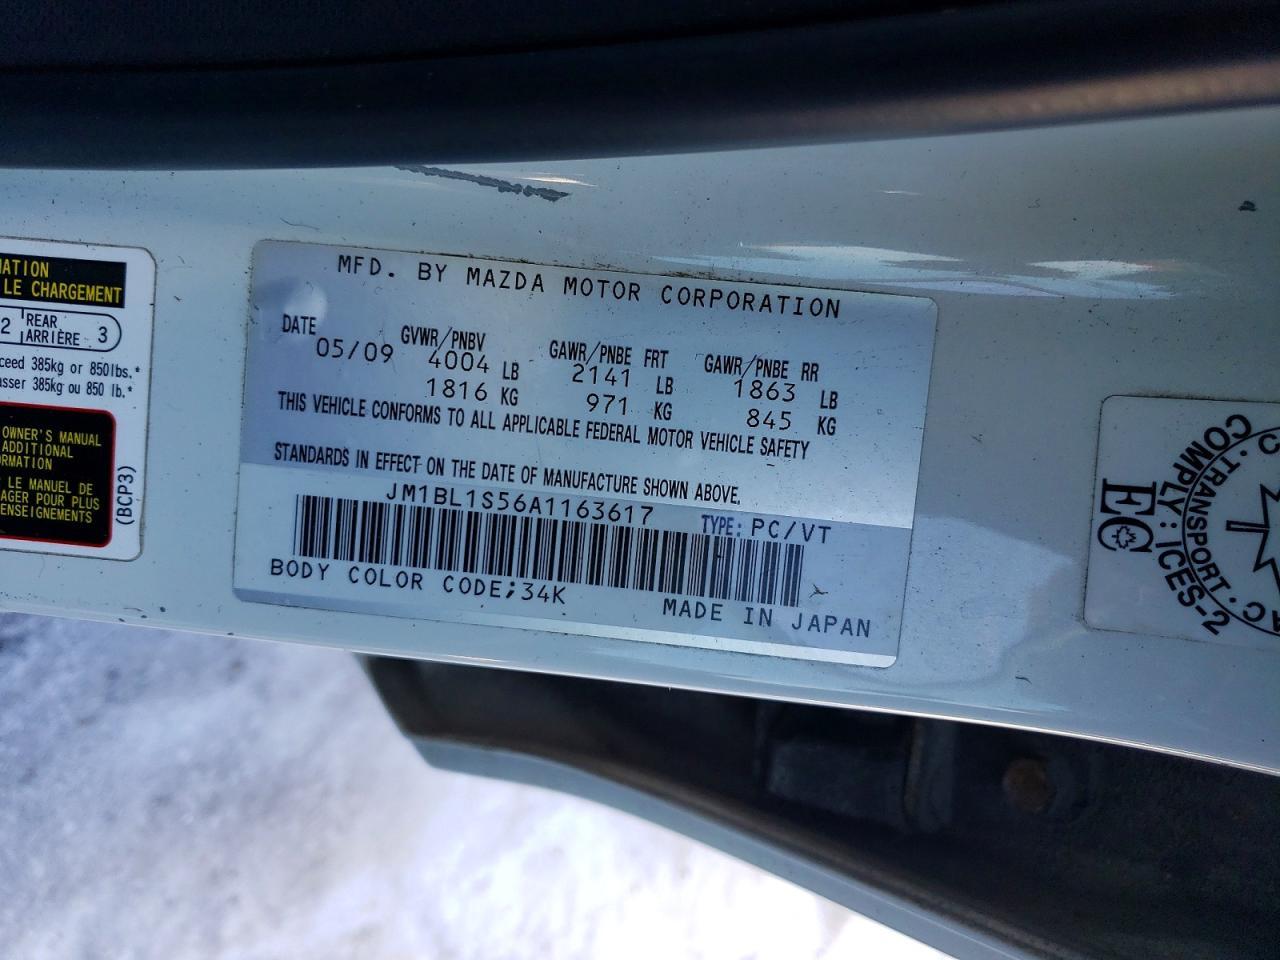 MATION
LE CHARGEMENT
2 REAR ARRIÈRE 3
ceed 385kg or 850lbs.*
asser 385kg ou 850 lb.*
OWNER'S MANUAL
ADDITIONAL
RMATION
LE MANUEL DE
AGER POUR PLUS
ENSEIGNEMENTS
(BCP3)
MFD. BY MAZDA MOTOR CORPORATION
DATE GVWR/PNBV GAWR/PNBE FRT GAWR/PNBE RR
05/09 4004 LB 2141 LB 1863 LB
1816 KG 971 KG 845 KG
THIS VEHICLE CONFORMS TO ALL APPLICABLE FEDERAL MOTOR VEHICLE SAFETY
STANDARDS IN EFFECT ON THE DATE OF MANUFACTURE SHOWN ABOVE.
JM1BL1S56A1163617 TYPE: PC/VT
BODY COLOR CODE;34K
MADE IN JAPAN
EC
COMPLY: ICES-2
TRANSPORT